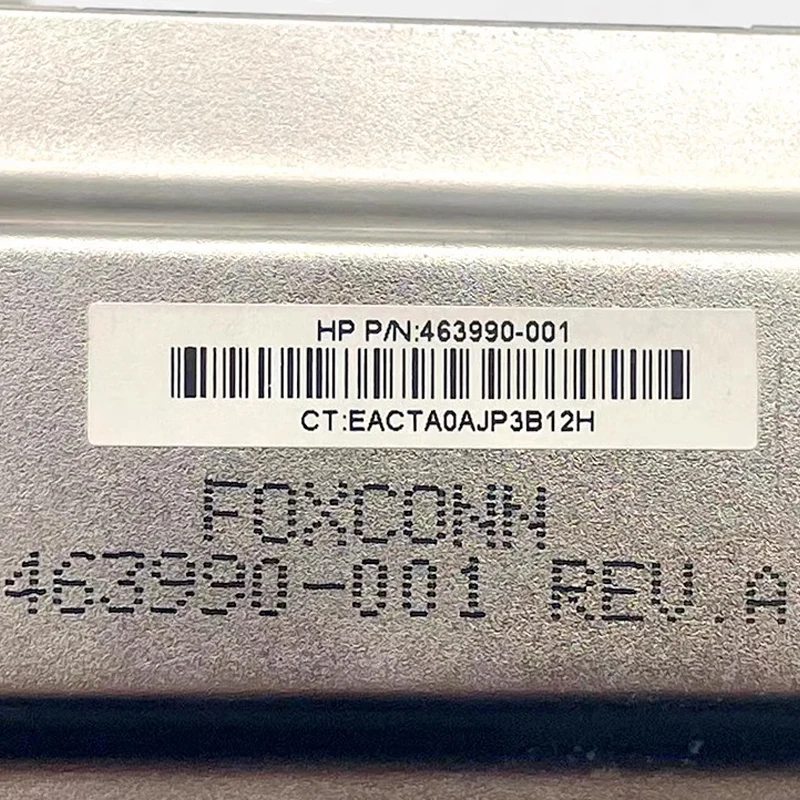 HP P/N:463990-001
CT:EACTA0AJP3B12H
FOXCONN
463990-001 REV.A